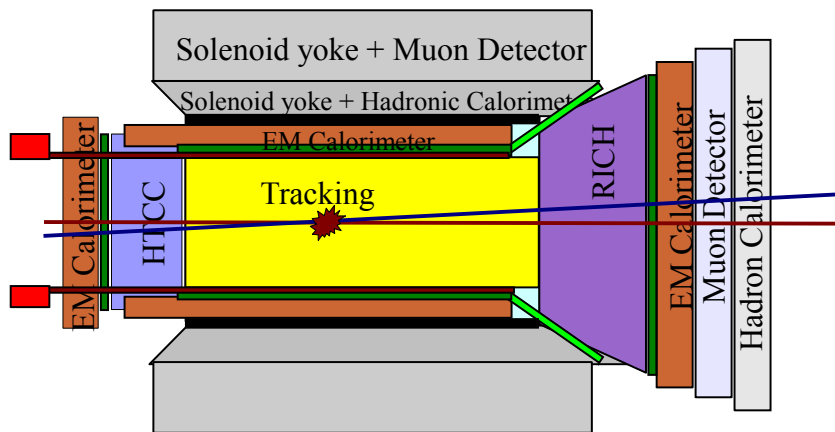 Solenoid yoke + Muon Detector
Solenoid yoke + Hadronic Calorimeter
EM Calorimeter
Tracking
EM Calorimeter
HTCC
RICH
EM Calorimeter
Muon Detector
Hadron Calorimeter